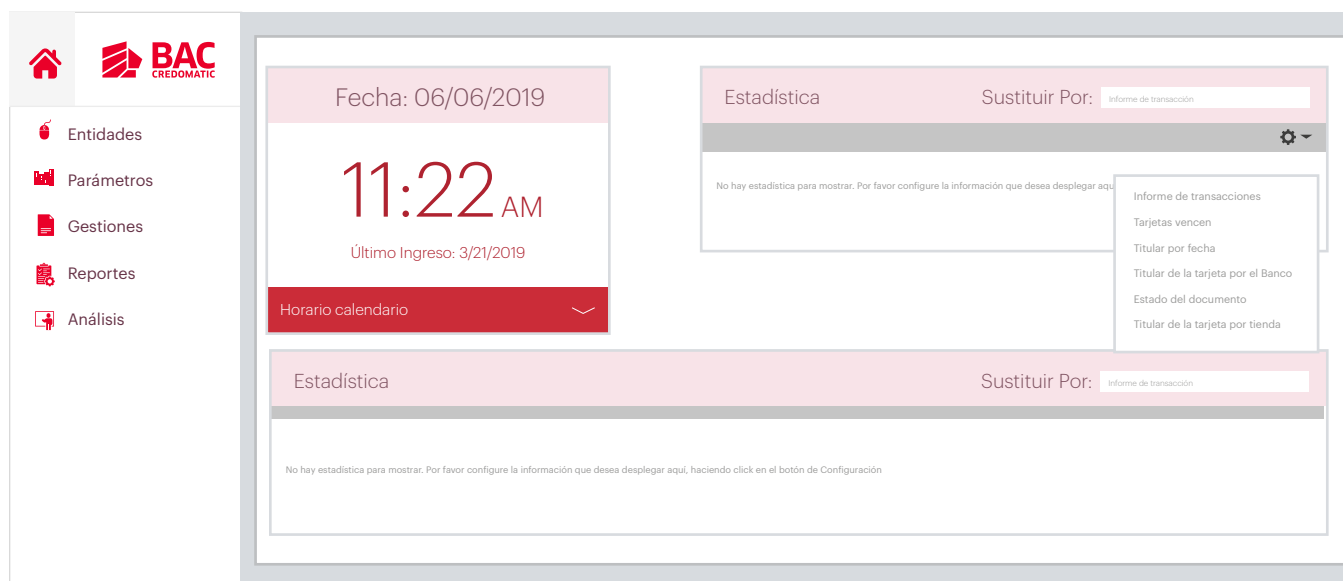 BAC
CREDOMATIC
Entidades
Parámetros
Gestiones
Reportes
Análisis
Fecha: 06/06/2019
11:22 AM
Último Ingreso: 3/21/2019
Horario calendario
Estadística Sustituir Por: Informe de transacción
No hay estadística para mostrar. Por favor configure la información que desea desplegar aqu
Informe de transacciones
Tarjetas vencen
Titular por fecha
Titular de la tarjeta por el Banco
Estado del documento
Titular de la tarjeta por tienda
Estadística Sustituir Por: Informe de transacción
No hay estadística para mostrar. Por favor configure la información que desea desplegar aquí, haciendo click en el botón de Configuración